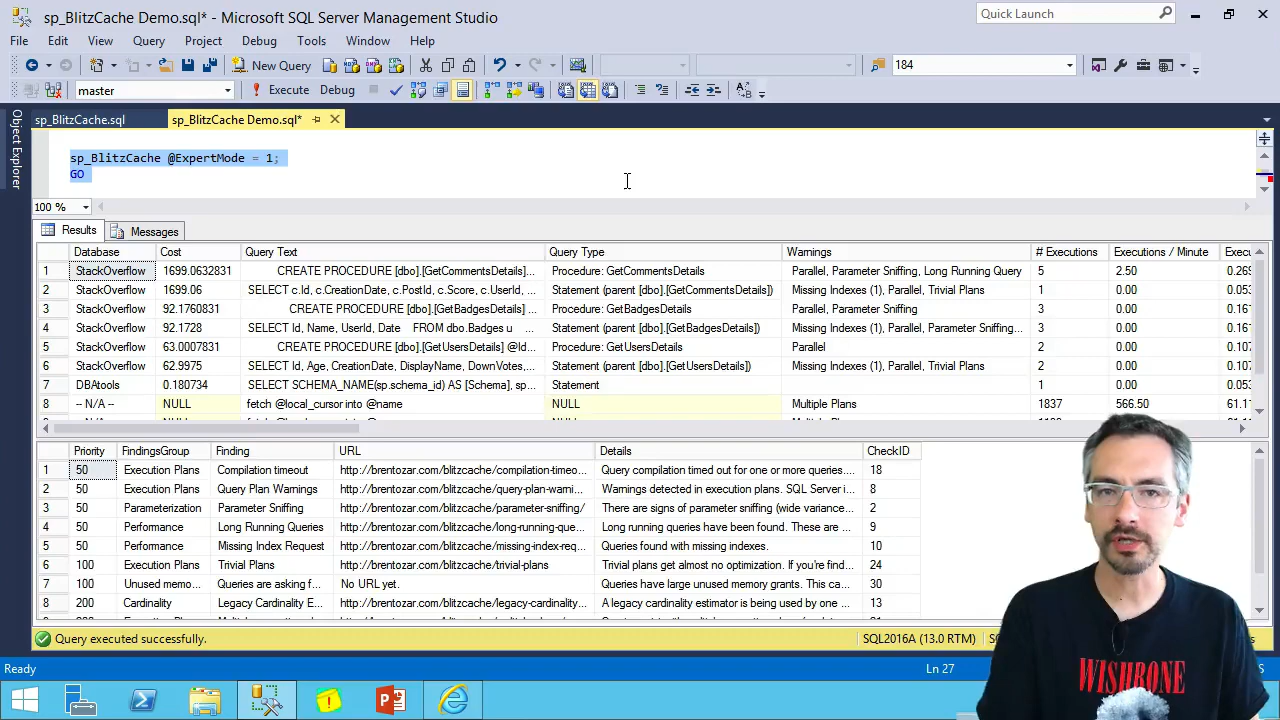 sp_BlitzCache Demo.sql* - Microsoft SQL Server Management Studio
Quick Launch
File Edit View Query Project Debug Tools Window Help
New Query 184
master Execute Debug
Object Explorer
sp_BlitzCache.sql sp_BlitzCache Demo.sql*
sp_BlitzCache @ExpertMode = 1;
GO
100 %
Results Messages
Database Cost Query Text Query Type Warnings # Executions Executions / Minute Execu
1 StackOverflow 1699.0632831 CREATE PROCEDURE [dbo].[GetCommentsDetails]... Procedure: GetCommentsDetails Parallel, Parameter Sniffing, Long Running Query 5 2.50 0.269
2 StackOverflow 1699.06 SELECT c.Id, c.CreationDate, c.PostId, c.Score, c.UserId, ... Statement (parent [dbo].[GetCommentsDetails]) Missing Indexes (1), Parallel, Trivial Plans 1 0.00 0.053
3 StackOverflow 92.1760831 CREATE PROCEDURE [dbo].[GetBadgesDetails] ... Procedure: GetBadgesDetails Parallel, Parameter Sniffing 3 0.00 0.161
4 StackOverflow 92.1728 SELECT Id, Name, UserId, Date FROM dbo.Badges u ... Statement (parent [dbo].[GetBadgesDetails]) Missing Indexes (1), Parallel, Parameter Sniffing... 3 0.00 0.161
5 StackOverflow 63.0007831 CREATE PROCEDURE [dbo].[GetUsersDetails] @Id... Procedure: GetUsersDetails Parallel 2 0.00 0.107
6 StackOverflow 62.9975 SELECT Id, Age, CreationDate, DisplayName, DownVotes,... Statement (parent [dbo].[GetUsersDetails]) Missing Indexes (1), Parallel, Trivial Plans 2 0.00 0.107
7 DBAtools 0.180734 SELECT SCHEMA_NAME(sp.schema_id) AS [Schema], sp... Statement 1 0.00 0.053
8 -- N/A -- NULL fetch @local_cursor into @name NULL Multiple Plans 1837 566.50 61.1
Priority FindingsGroup Finding URL Details CheckID
1 50 Execution Plans Compilation timeout http://brentozar.com/blitzcache/compilation-timeo... Query compilation timed out for one or more queries.... 18
2 50 Execution Plans Query Plan Warnings http://brentozar.com/blitzcache/query-plan-warni... Warnings detected in execution plans. SQL Server i... 8
3 50 Parameterization Parameter Sniffing http://brentozar.com/blitzcache/parameter-sniffing/ There are signs of parameter sniffing (wide variance... 2
4 50 Performance Long Running Queries http://brentozar.com/blitzcache/long-running-que... Long running queries have been found. These are ... 9
5 50 Performance Missing Index Request http://brentozar.com/blitzcache/missing-index-req... Queries found with missing indexes. 10
6 100 Execution Plans Trivial Plans http://brentozar.com/blitzcache/trivial-plans Trivial plans get almost no optimization. If you're find... 24
7 100 Unused memo... Queries are asking f... No URL yet. Queries have large unused memory grants. This ca... 30
8 200 Cardinality Legacy Cardinality E... http://brentozar.com/blitzcache/legacy-cardinality... A legacy cardinality estimator is being used by one ... 13
Query executed successfully. SQL2016A (13.0 RTM)
Ready Ln 27
WISHBONE